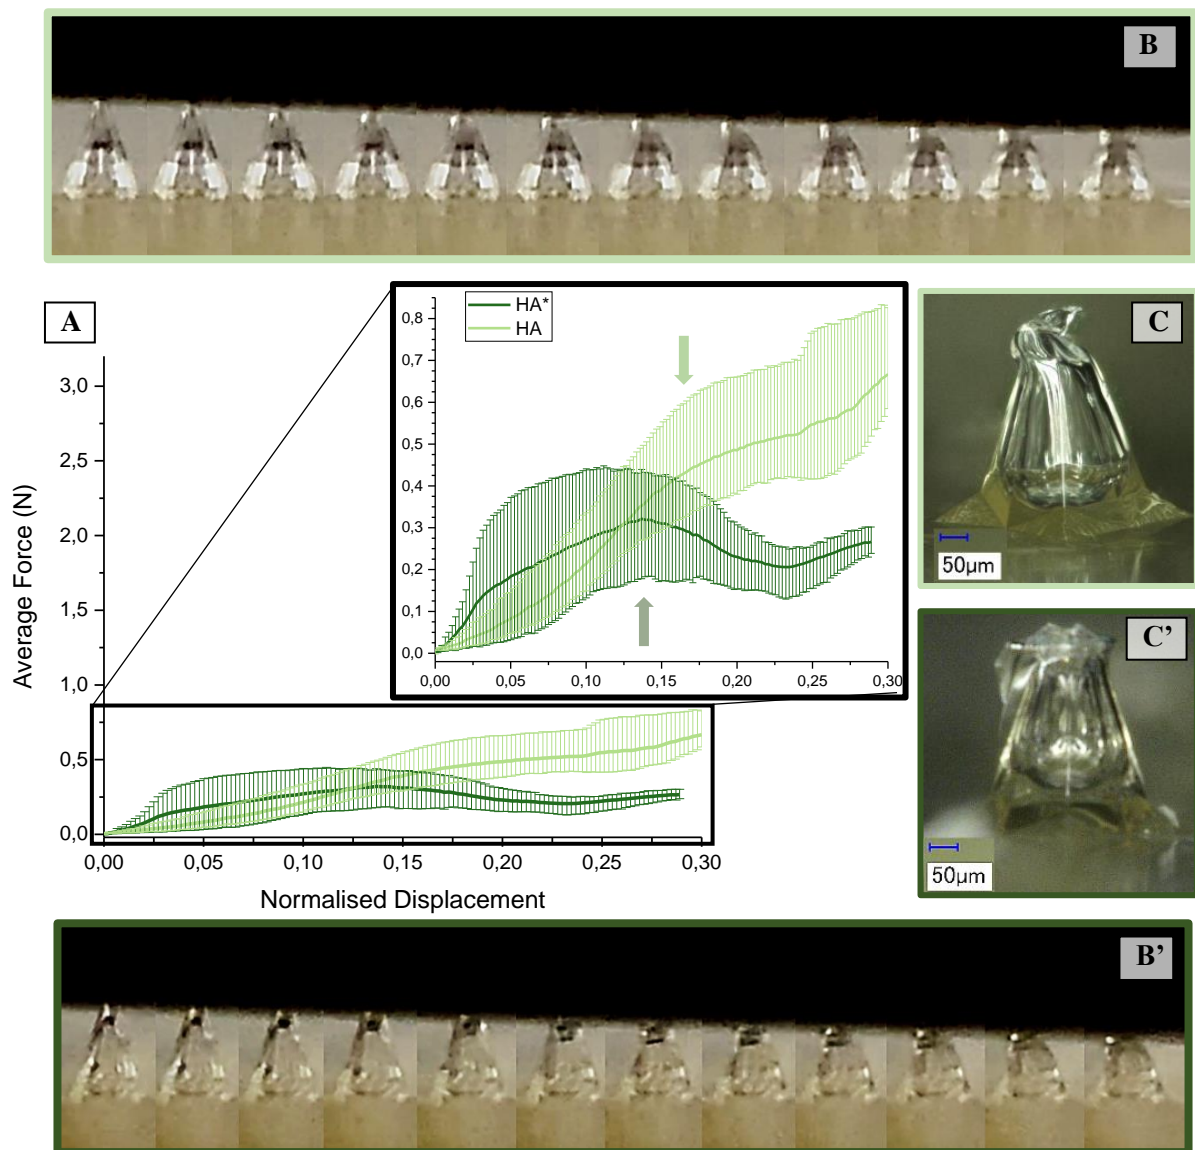 B
A
HA*
HA
0,8
0,7
0,6
0,5
0,4
0,3
0,2
0,1
0,0
0,00 0,05 0,10 0,15 0,20 0,25 0,30
C
50µm
C’
50µm
Average Force (N)
3,0
2,5
2,0
1,5
1,0
0,5
0,0
0,00 0,05 0,10 0,15 0,20 0,25 0,30
Normalised Displacement
B’